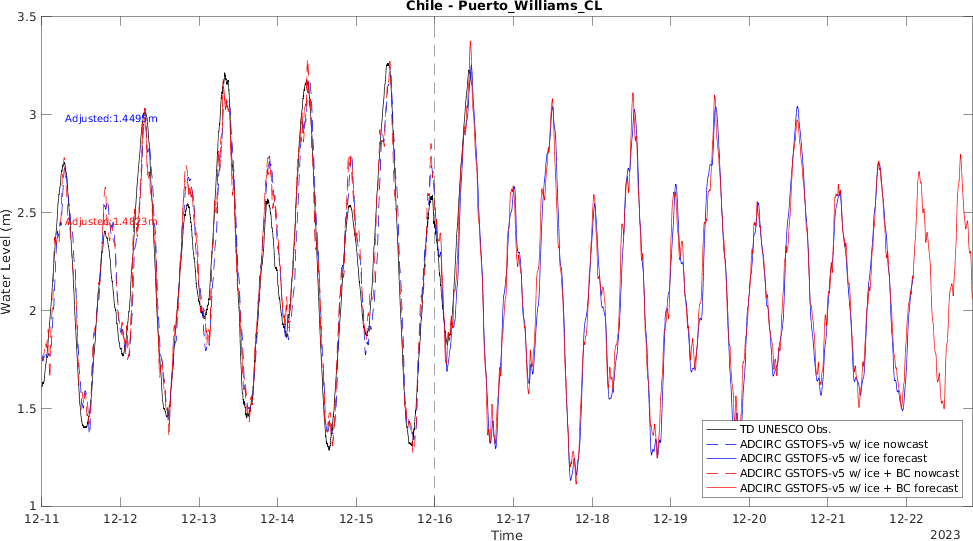 Chile - Puerto_Williams_CL
3.5
3
2.5
2
1.5
1
Water Level (m)
Adjusted:1.4495m
Adjusted:1.4823m
TD UNESCO Obs.
ADCIRC GSTOFS-v5 w/ ice nowcast
ADCIRC GSTOFS-v5 w/ ice forecast
ADCIRC GSTOFS-v5 w/ ice + BC nowcast
ADCIRC GSTOFS-v5 w/ ice + BC forecast
12-11 12-12 12-13 12-14 12-15 12-16 12-17 12-18 12-19 12-20 12-21 12-22
Time
2023